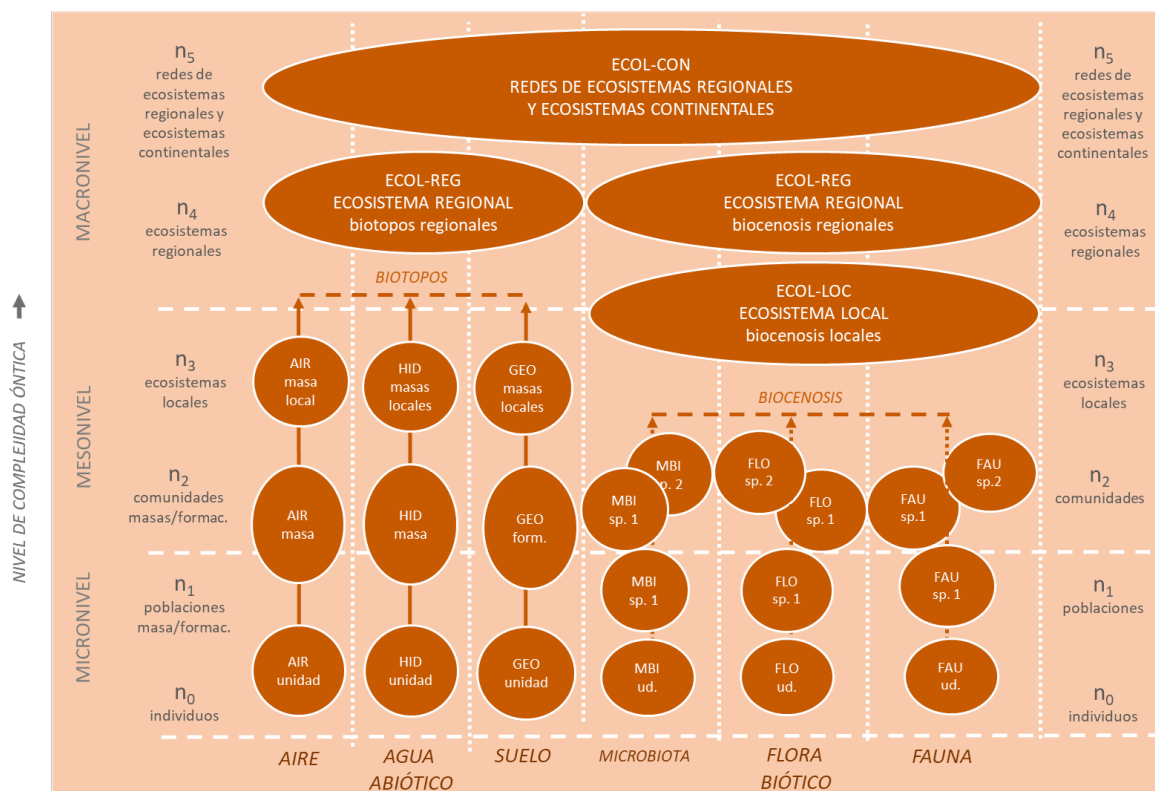 NIVEL DE COMPLEJIDAD ÓNTICA
MACRONIVEL
MESONIVEL
MICRONIVEL
n5
redes de
ecosistemas
regionales y
ecosistemas
continentales
n4
ecosistemas
regionales
n3
ecosistemas
locales
n2
comunidades
masas/formac.
n1
poblaciones
masa/formac.
n0
individuos
ECOL-CON
REDES DE ECOSISTEMAS REGIONALES
Y ECOSISTEMAS CONTINENTALES
ECOL-REG
ECOSISTEMA REGIONAL
biotopos regionales
ECOL-REG
ECOSISTEMA REGIONAL
biocenosis regionales
BIOTOPOS
ECOL-LOC
ECOSISTEMA LOCAL
biocenosis locales
AIR
masa
local
HID
masas
locales
GEO
masas
locales
BIOCENOSIS
AIR
masa
HID
masa
GEO
form.
MBI
sp. 2
MBI
sp. 1
FLO
sp. 2
FLO
sp. 1
FAU
sp.1
FAU
sp.2
MBI
sp. 1
FLO
sp. 1
FAU
sp. 1
AIR
unidad
HID
unidad
GEO
unidad
MBI
ud.
FLO
ud.
FAU
ud.
n5
redes de
ecosistemas
regionales y
ecosistemas
continentales
n4
ecosistemas
regionales
n3
ecosistemas
locales
n2
comunidades
n1
poblaciones
n0
individuos
AIRE
AGUA
SUELO
MICROBIOTA
FLORA
FAUNA
ABIÓTICO
BIÓTICO